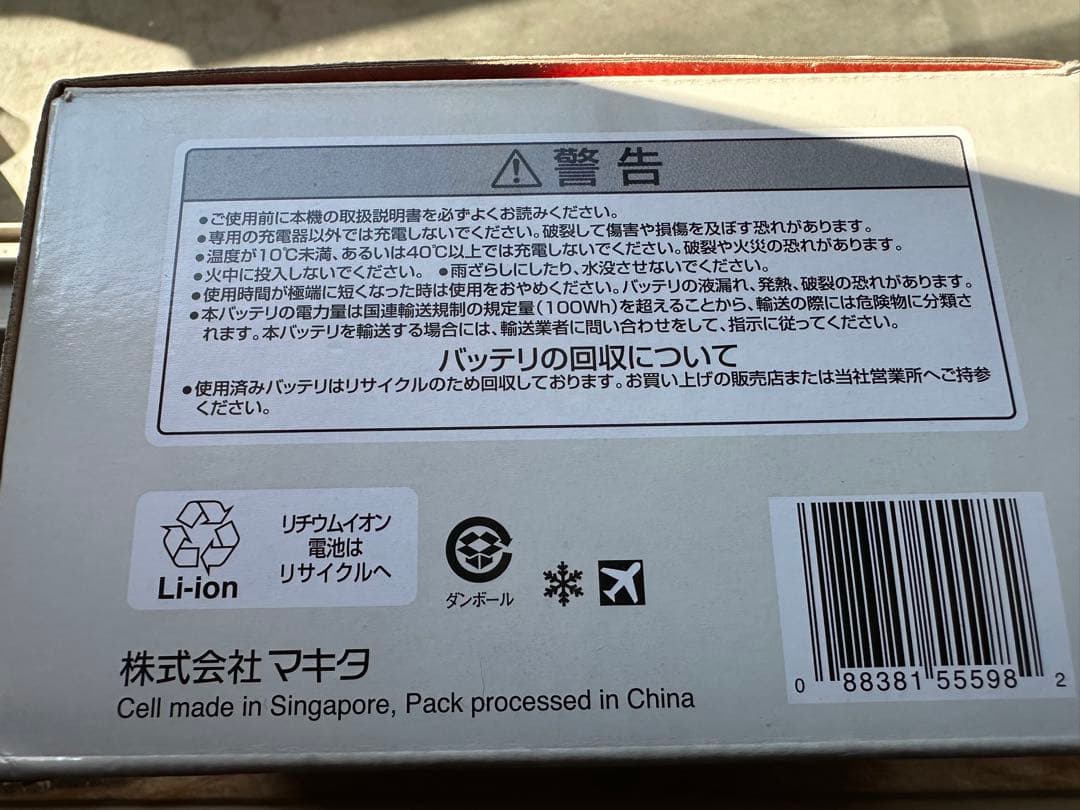 警告
●ご使用前に本機の取扱説明書を必ずよくお読みください。
●専用の充電器以外では充電しないでください。破裂して傷害や損傷を及ぼす恐れがあります。
●温度が10℃未満、あるいは40℃以上では充電しないでください。破裂や火災の恐れがあります。
●火中に投入しないでください。 ●雨ざらしにしたり、水没させないでください。
●使用時間が極端に短くなった時は使用をおやめください。バッテリの液漏れ、発熱、破裂の恐れがあります。
●本バッテリの電力量は国連輸送規制の規定量(100Wh)を超えることから、輸送の際には危険物に分類さ
れます。本バッテリを輸送する場合には、輸送業者に問い合わせをして、指示に従ってください。
バッテリの回収について
●使用済みバッテリはリサイクルのため回収しております。お買い上げの販売店または当社営業所へご持参
ください。
Li-ion
リチウムイオン
電池は
リサイクルへ
ダンボール
株式会社マキタ
Cell made in Singapore, Pack processed in China
0 88381 55598 2